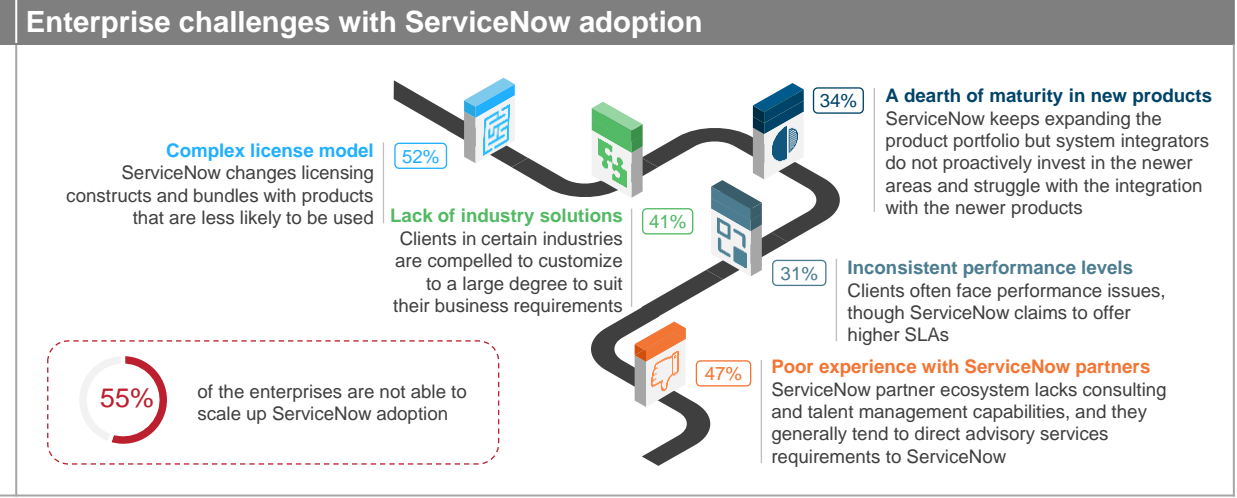 Enterprise challenges with ServiceNow adoption
Complex license model
52%
ServiceNow changes licensing
constructs and bundles with products
that are less likely to be used
Lack of industry solutions
41%
Clients in certain industries
are compelled to customize
to a large degree to suit
their business requirements
34%
A dearth of maturity in new products
ServiceNow keeps expanding the
product portfolio but system integrators
do not proactively invest in the newer
areas and struggle with the integration
with the newer products
31%
Inconsistent performance levels
Clients often face performance issues,
though ServiceNow claims to offer
higher SLAs
47%
Poor experience with ServiceNow partners
ServiceNow partner ecosystem lacks consulting
and talent management capabilities, and they
generally tend to direct advisory services
requirements to ServiceNow
55%
of the enterprises are not able to
scale up ServiceNow adoption